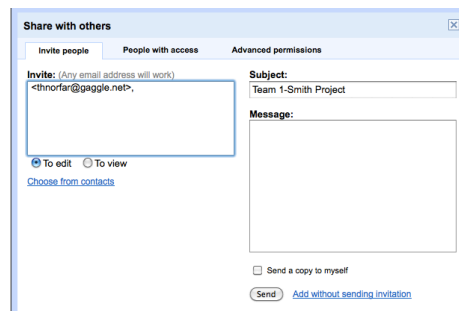 Share with others
Invite people People with access Advanced permissions
Invite: (Any email address will work)
<thnorfar@gaggle.net>,
To edit To view
Choose from contacts
Subject:
Team 1-Smith Project
Message:
Send a copy to myself
Send Add without sending invitation